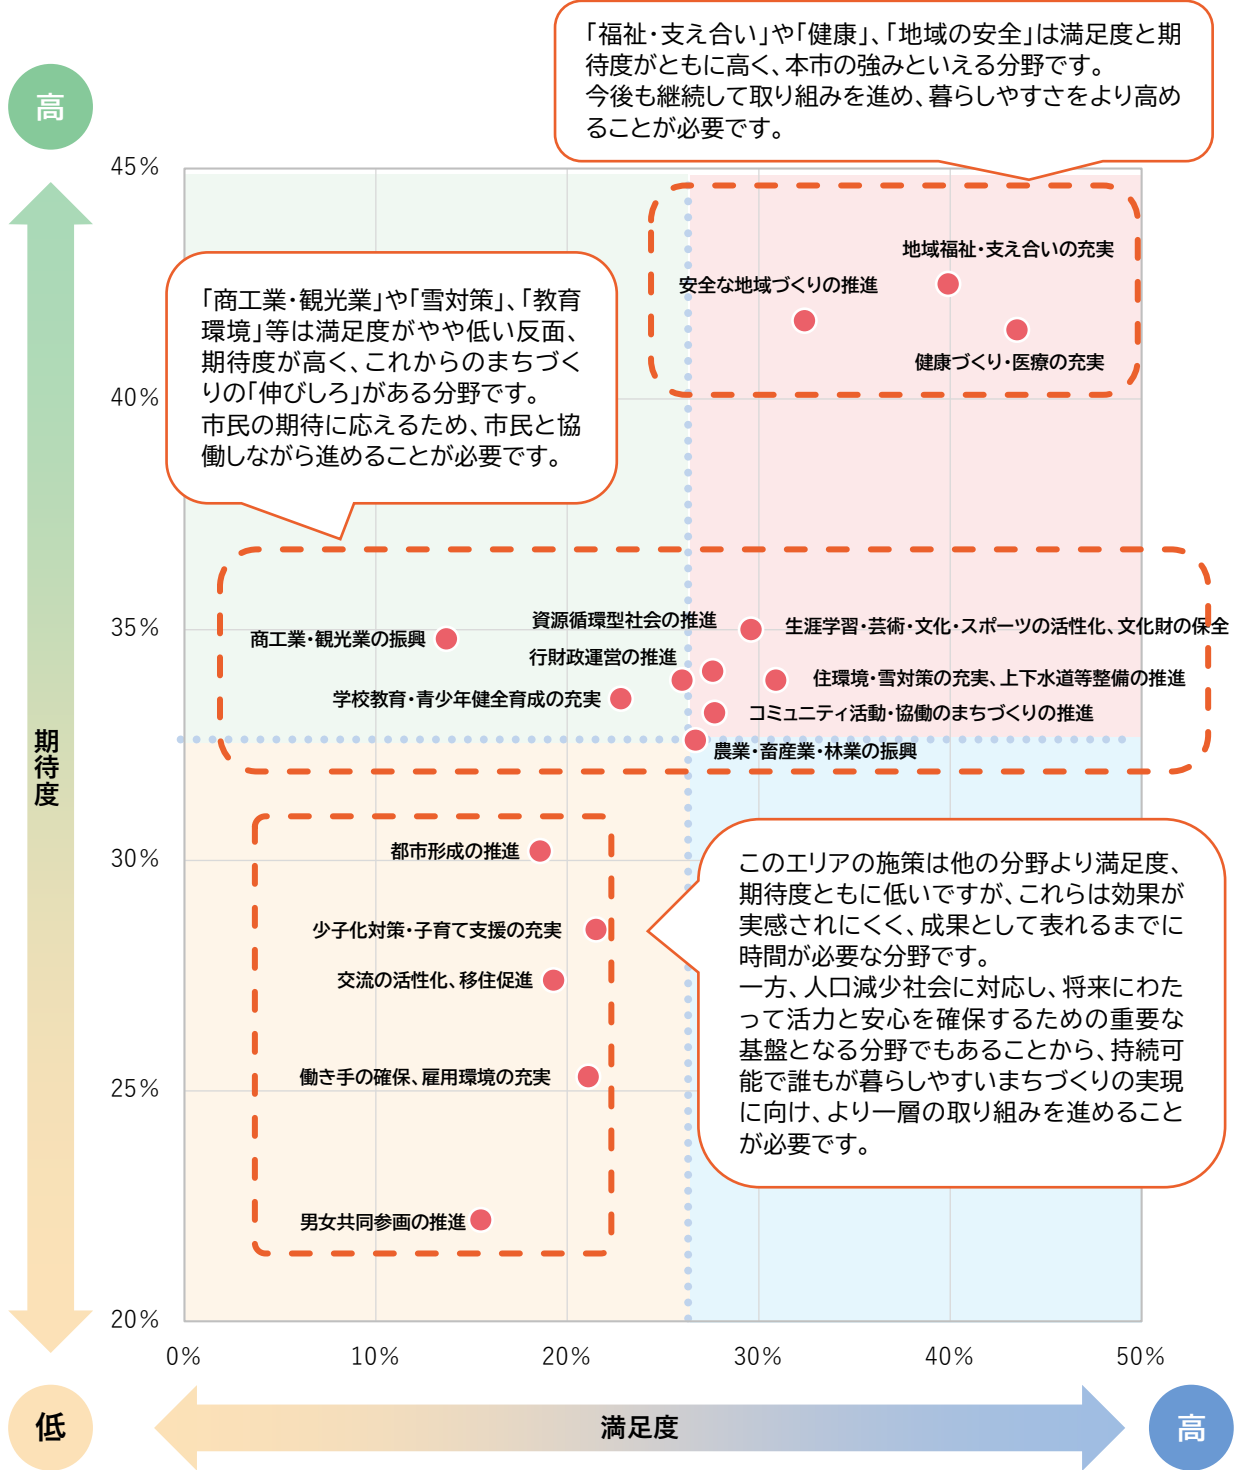 「福祉・支え合い」や「健康」、「地域の安全」は満足度と期
待度がともに高く、本市の強みといえる分野です。
今後も継続して取り組みを進め、暮らしやすさをより高め
ることが必要です。
高
45%
地域福祉・支え合いの充実
安全な地域づくりの推進
健康づくり・医療の充実
「商工業・観光業」や「雪対策」、「教育
環境」等は満足度がやや低い反面、
期待度が高く、これからのまちづく
りの「伸びしろ」がある分野です。
市民の期待に応えるため、市民と協
働しながら進めることが必要です。
40%
35%
資源循環型社会の推進
生涯学習・芸術・文化・スポーツの活性化、文化財の保全
商工業・観光業の振興
行財政運営の推進
住環境・雪対策の充実、上下水道等整備の推進
学校教育・青少年健全育成の充実
コミュニティ活動・協働のまちづくりの推進
農業・畜産業・林業の振興
期待度
30%
都市形成の推進
少子化対策・子育て支援の充実
交流の活性化、移住促進
働き手の確保、雇用環境の充実
25%
男女共同参画の推進
このエリアの施策は他の分野より満足度、
期待度ともに低いですが、これらは効果が
実感されにくく、成果として表れるまでに
時間が必要な分野です。
一方、人口減少社会に対応し、将来にわた
って活力と安心を確保するための重要な
基盤となる分野でもあることから、持続可
能で誰もが暮らしやすいまちづくりの実現
に向け、より一層の取り組みを進めること
が必要です。
20%
0%
10%
20%
30%
40%
50%
低
満足度
高